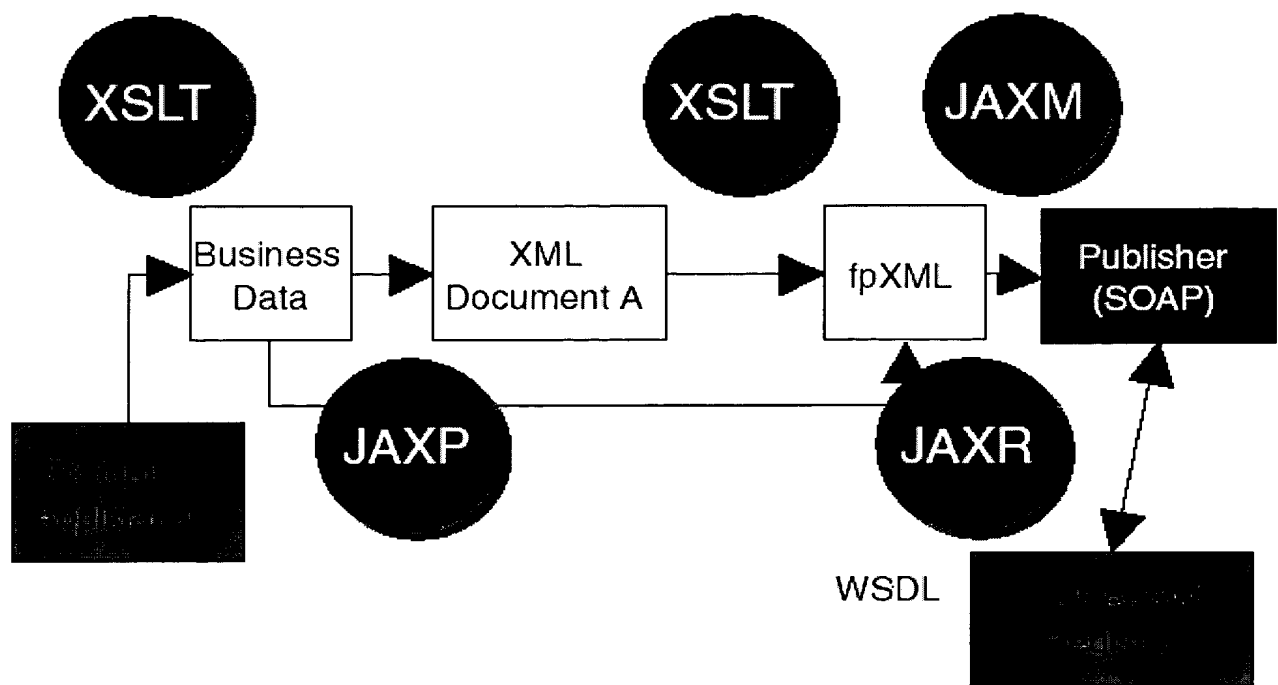 XSLT
XSLT
JAXM
Business
Data
XML
Document A
fpXML
Publisher
(SOAP)
JAXP
JAXR
WSDL